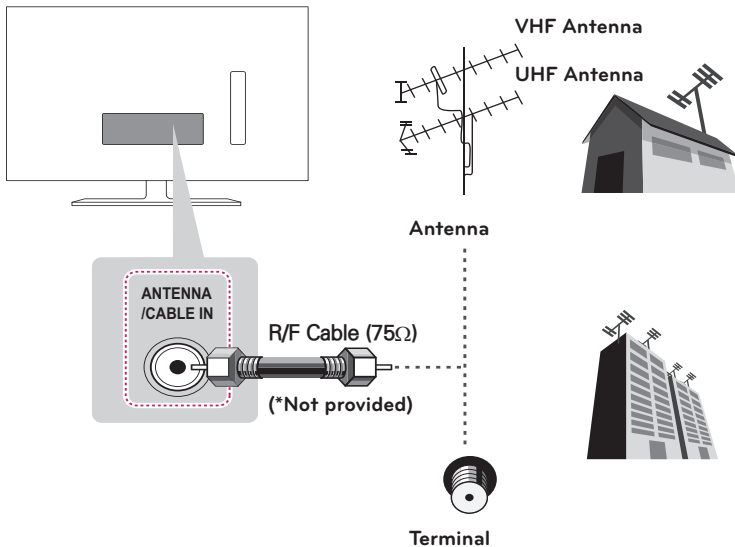 VHF Antenna
UHF Antenna
Antenna
ANTENNA
/CABLE IN
R/F Cable (75Ω)
(*Not provided)
Terminal